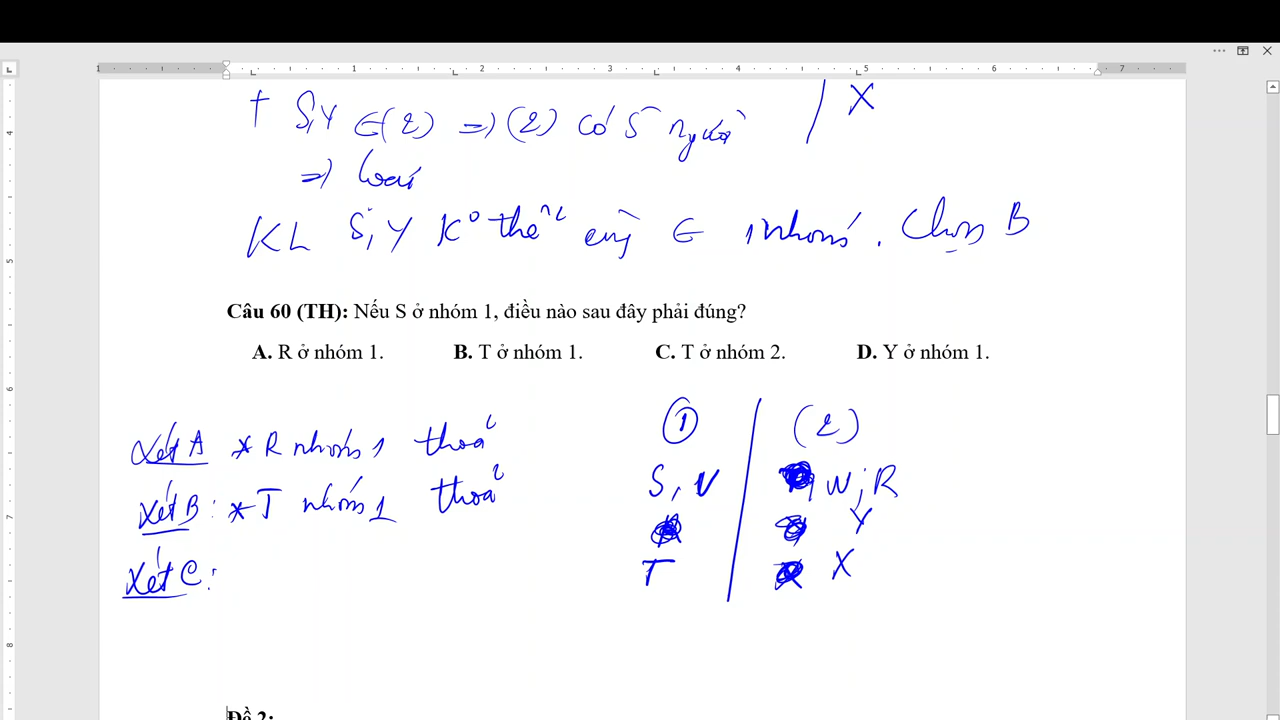 + S,Y ∈ (2) => (2) có 5 người | X
=> loại
KL S,Y K° thể cùng ∈ 1 nhóm. Chọn B
Câu 60 (TH): Nếu S ở nhóm 1, điều nào sau đây phải đúng?
A. R ở nhóm 1. B. T ở nhóm 1. C. T ở nhóm 2. D. Y ở nhóm 1.
① (2)
Xét A * R nhóm 1 thoả
S, V W; R
Xét B: * T nhóm 1 thoả
Y
Xét C:
T X
Đề 2: